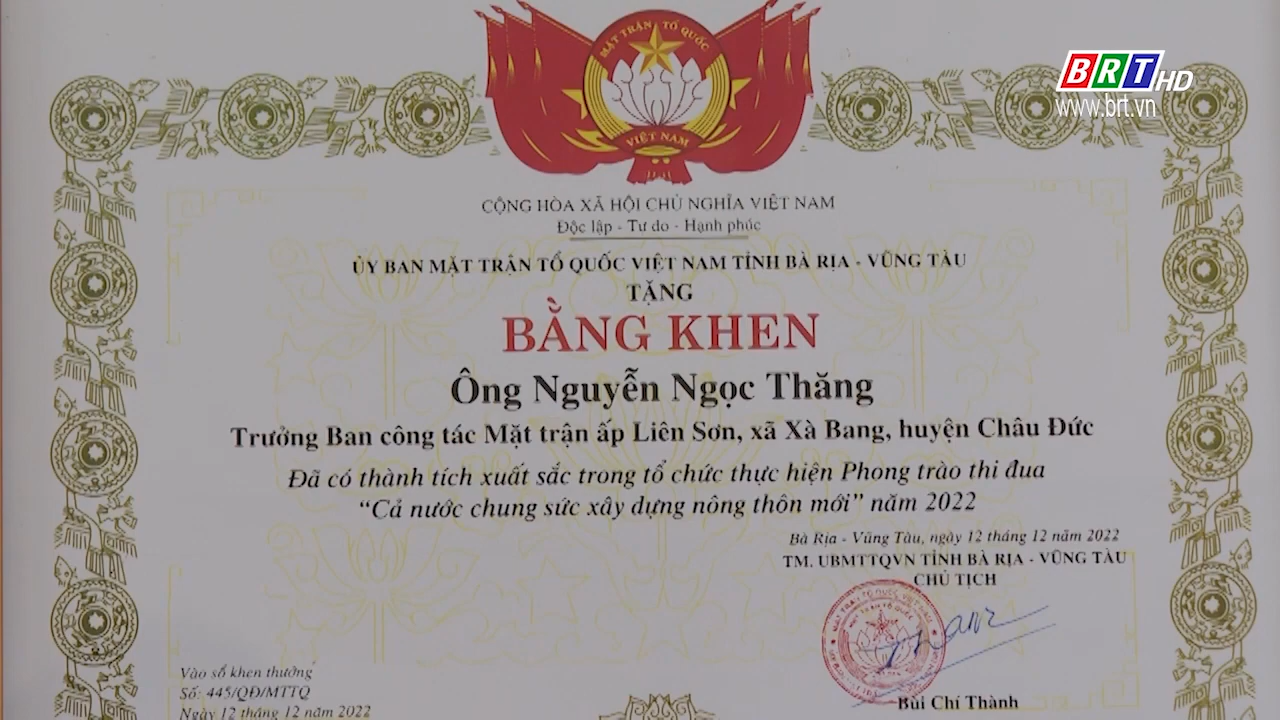 MẶT TRẬN TỔ QUỐC
VIỆT NAM
BRT HD
www.brt.vn
CỘNG HÒA XÃ HỘI CHỦ NGHĨA VIỆT NAM
Độc lập - Tự do - Hạnh phúc
ỦY BAN MẶT TRẬN TỔ QUỐC VIỆT NAM TỈNH BÀ RỊA - VŨNG TÀU
TẶNG
BẰNG KHEN
Ông Nguyễn Ngọc Thăng
Trưởng Ban công tác Mặt trận ấp Liên Sơn, xã Xà Bang, huyện Châu Đức
Đã có thành tích xuất sắc trong tổ chức thực hiện Phong trào thi đua
“Cả nước chung sức xây dựng nông thôn mới” năm 2022
Bà Rịa - Vũng Tàu, ngày 12 tháng 12 năm 2022
TM. UBMTTQVN TỈNH BÀ RỊA - VŨNG TÀU
CHỦ TỊCH
Bùi Chí Thành
Vào sổ khen thưởng
Số: 445/QĐ/MTTQ
Ngày 12 tháng 12 năm 2022